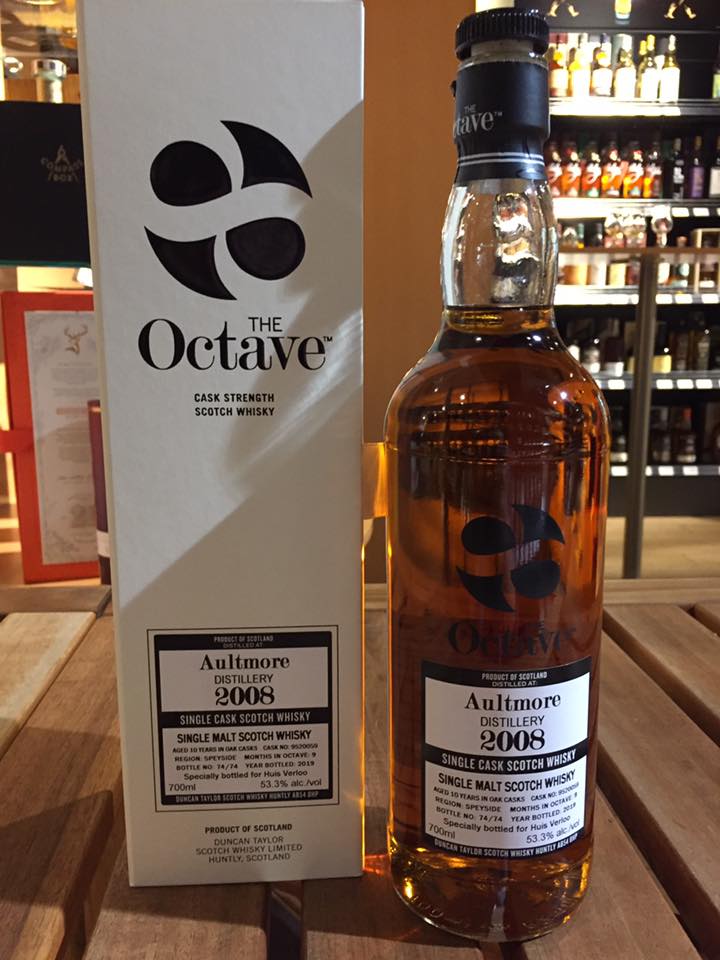 COMPASS
BOX
THE
Octave™
CASK STRENGTH
SCOTCH WHISKY
PRODUCT OF SCOTLAND
DISTILLED AT:
Aultmore
DISTILLERY
2008
SINGLE CASK SCOTCH WHISKY
SINGLE MALT SCOTCH WHISKY
AGED 10 YEARS IN OAK CASKS CASK NO: 9520059
REGION: SPEYSIDE MONTHS IN OCTAVE: 9
BOTTLE NO: 74/74 YEAR BOTTLED: 2019
Specially bottled for Huis Verloo
700ml 53.3% alc./vol
DUNCAN TAYLOR SCOTCH WHISKY HUNTLY AB54 8HP
PRODUCT OF SCOTLAND
DUNCAN TAYLOR
SCOTCH WHISKY LIMITED
HUNTLY, SCOTLAND
THE
tave™
THE
Octave
PRODUCT OF SCOTLAND
DISTILLED AT:
Aultmore
DISTILLERY
2008
SINGLE CASK SCOTCH WHISKY
SINGLE MALT SCOTCH WHISKY
AGED 10 YEARS IN OAK CASKS CASK NO: 9520059
REGION: SPEYSIDE MONTHS IN OCTAVE: 9
BOTTLE NO: 74/74 YEAR BOTTLED: 2019
Specially bottled for Huis Verloo
700ml 53.3% alc./vol
DUNCAN TAYLOR SCOTCH WHISKY HUNTLY AB54 8HP